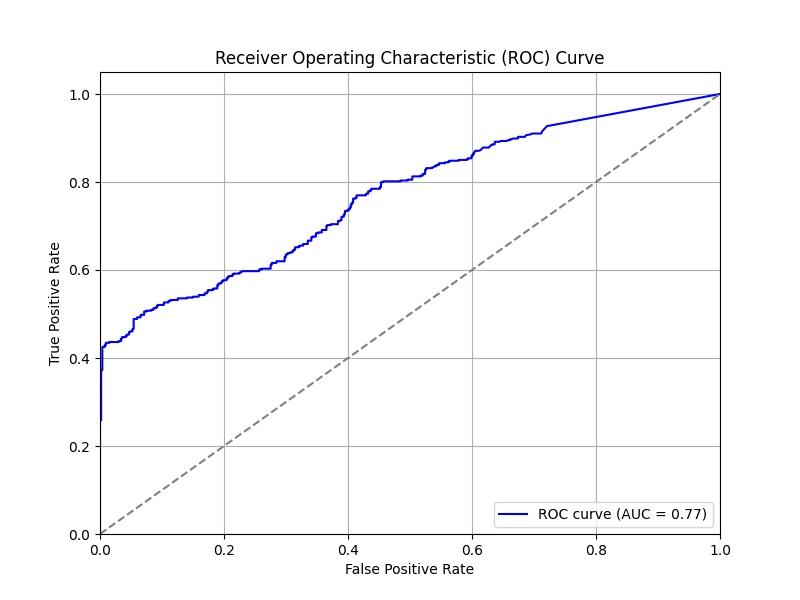 Receiver Operating Characteristic (ROC) Curve
True Positive Rate
1.0
0.8
0.6
0.4
0.2
0.0
ROC curve (AUC = 0.77)
0.0 0.2 0.4 0.6 0.8 1.0
False Positive Rate